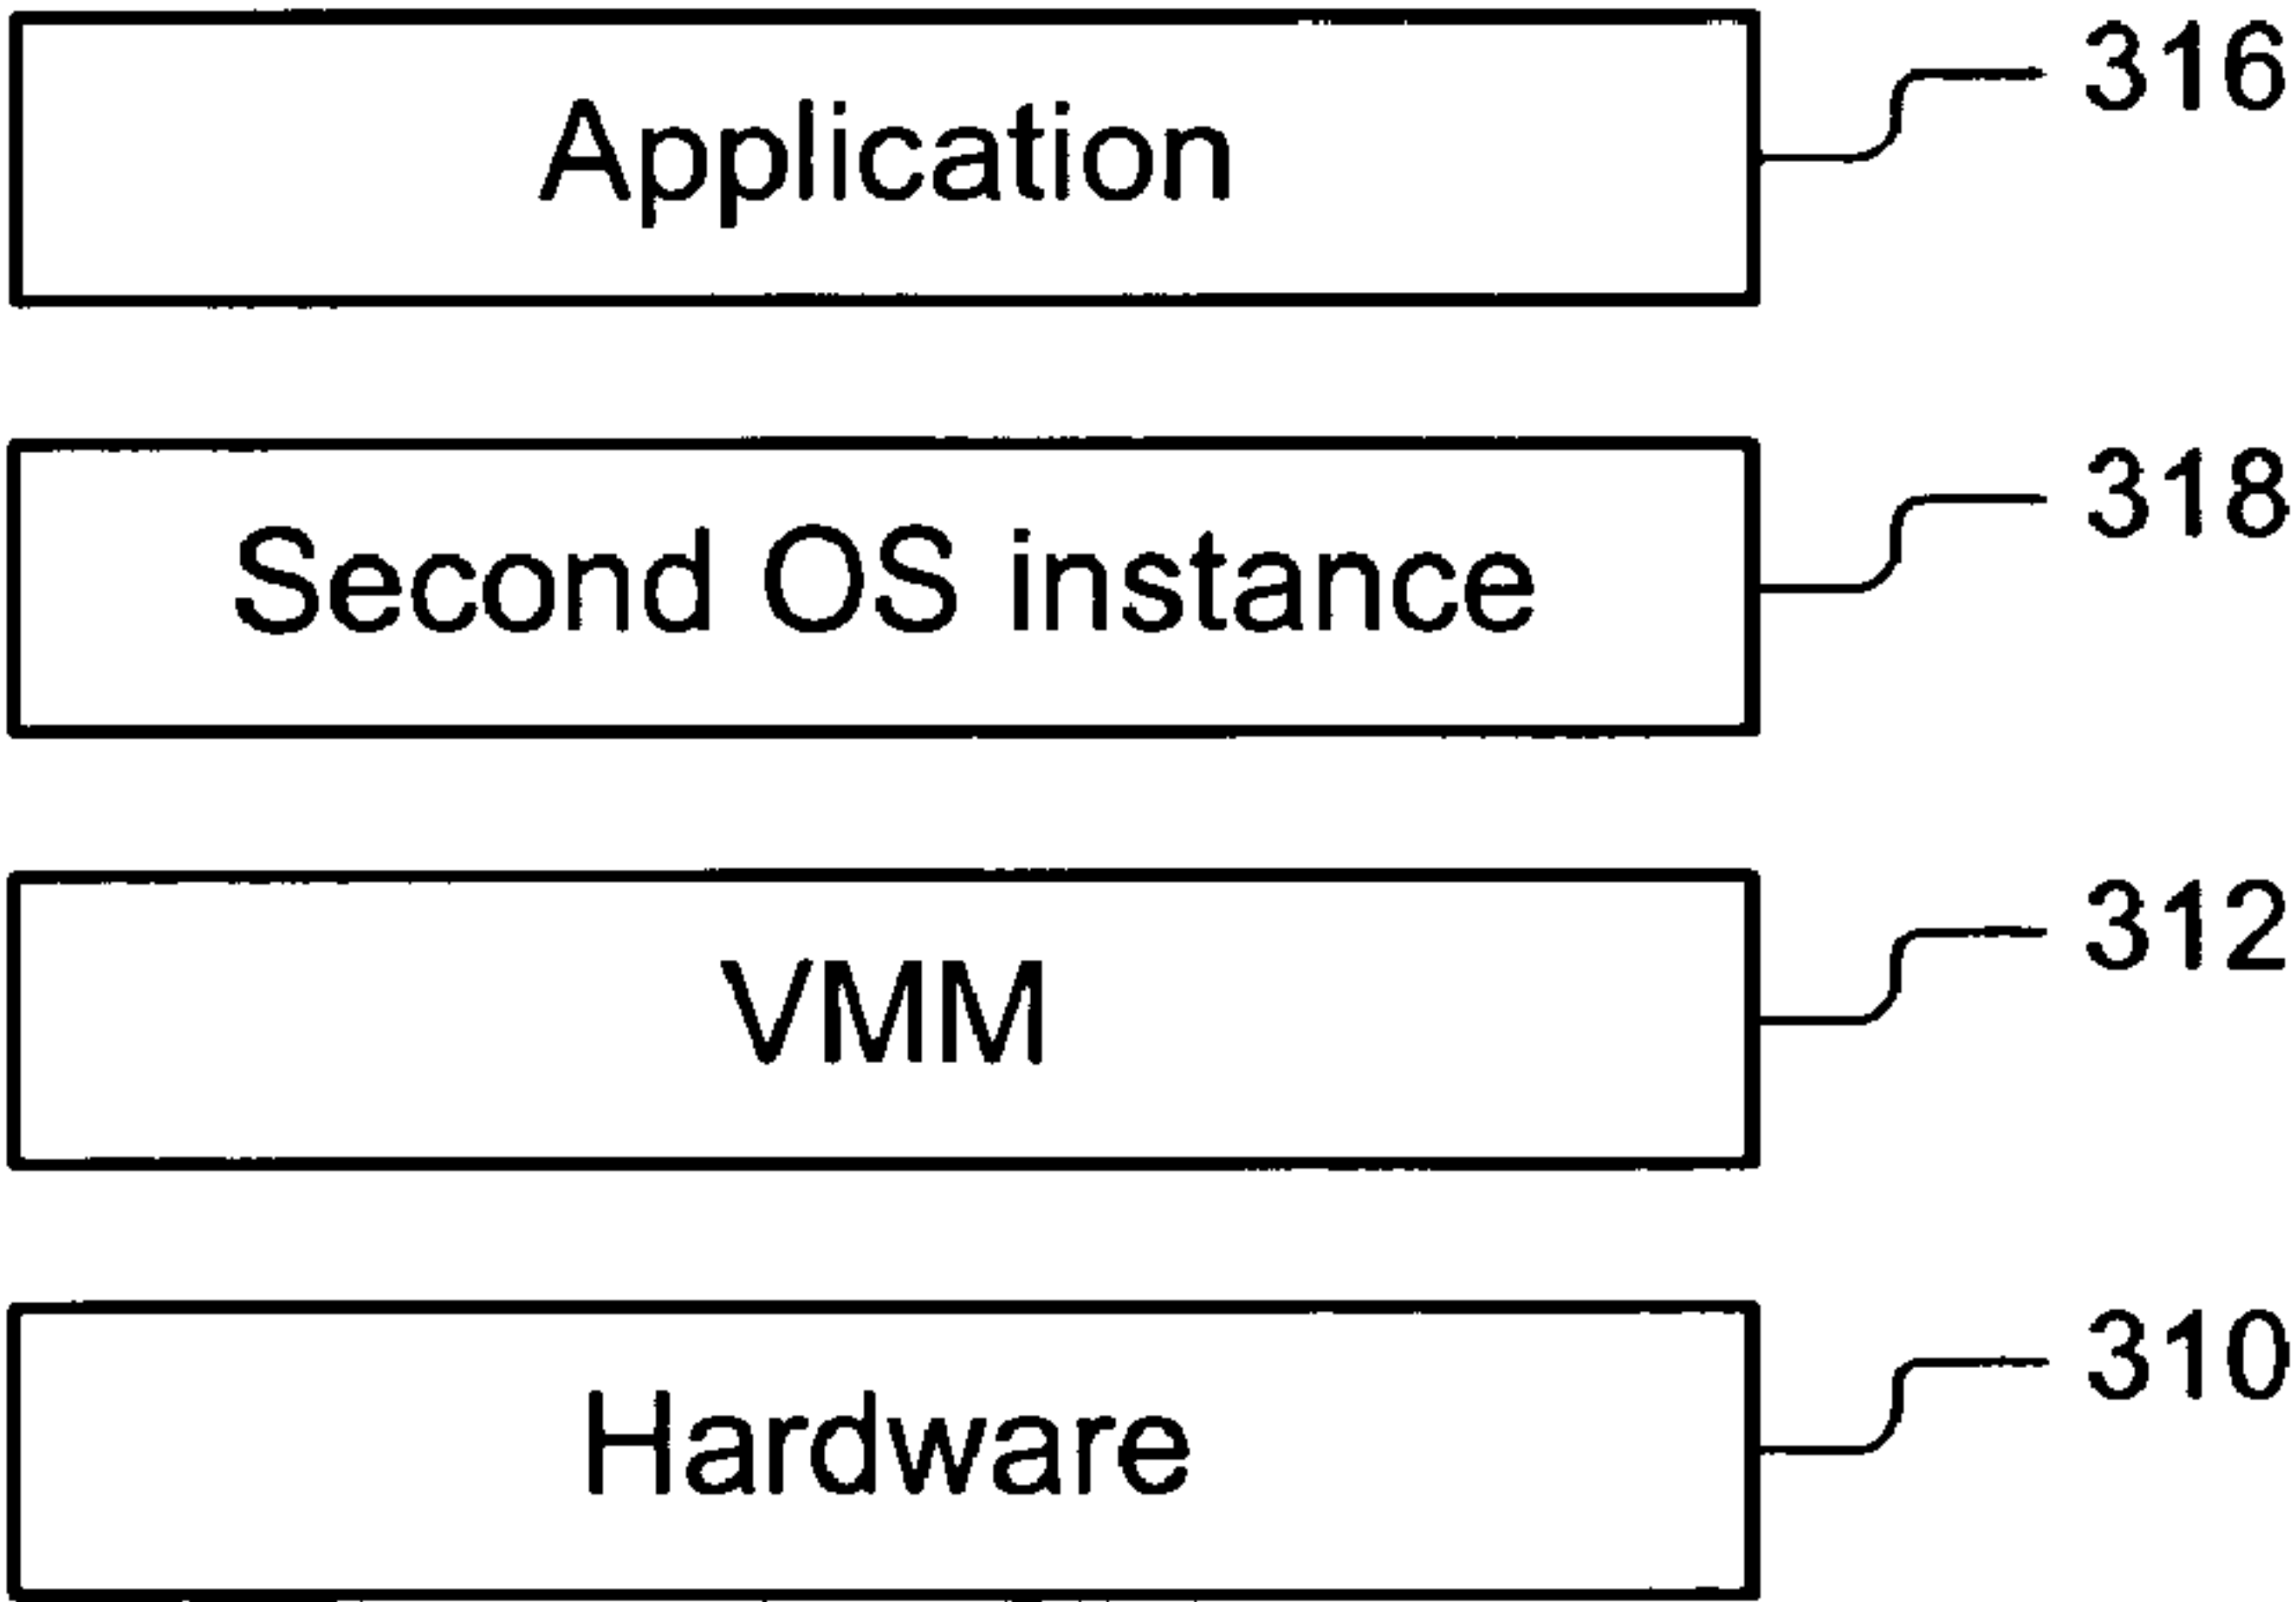 Application
316
Second OS instance
318
VMM
312
Hardware
310